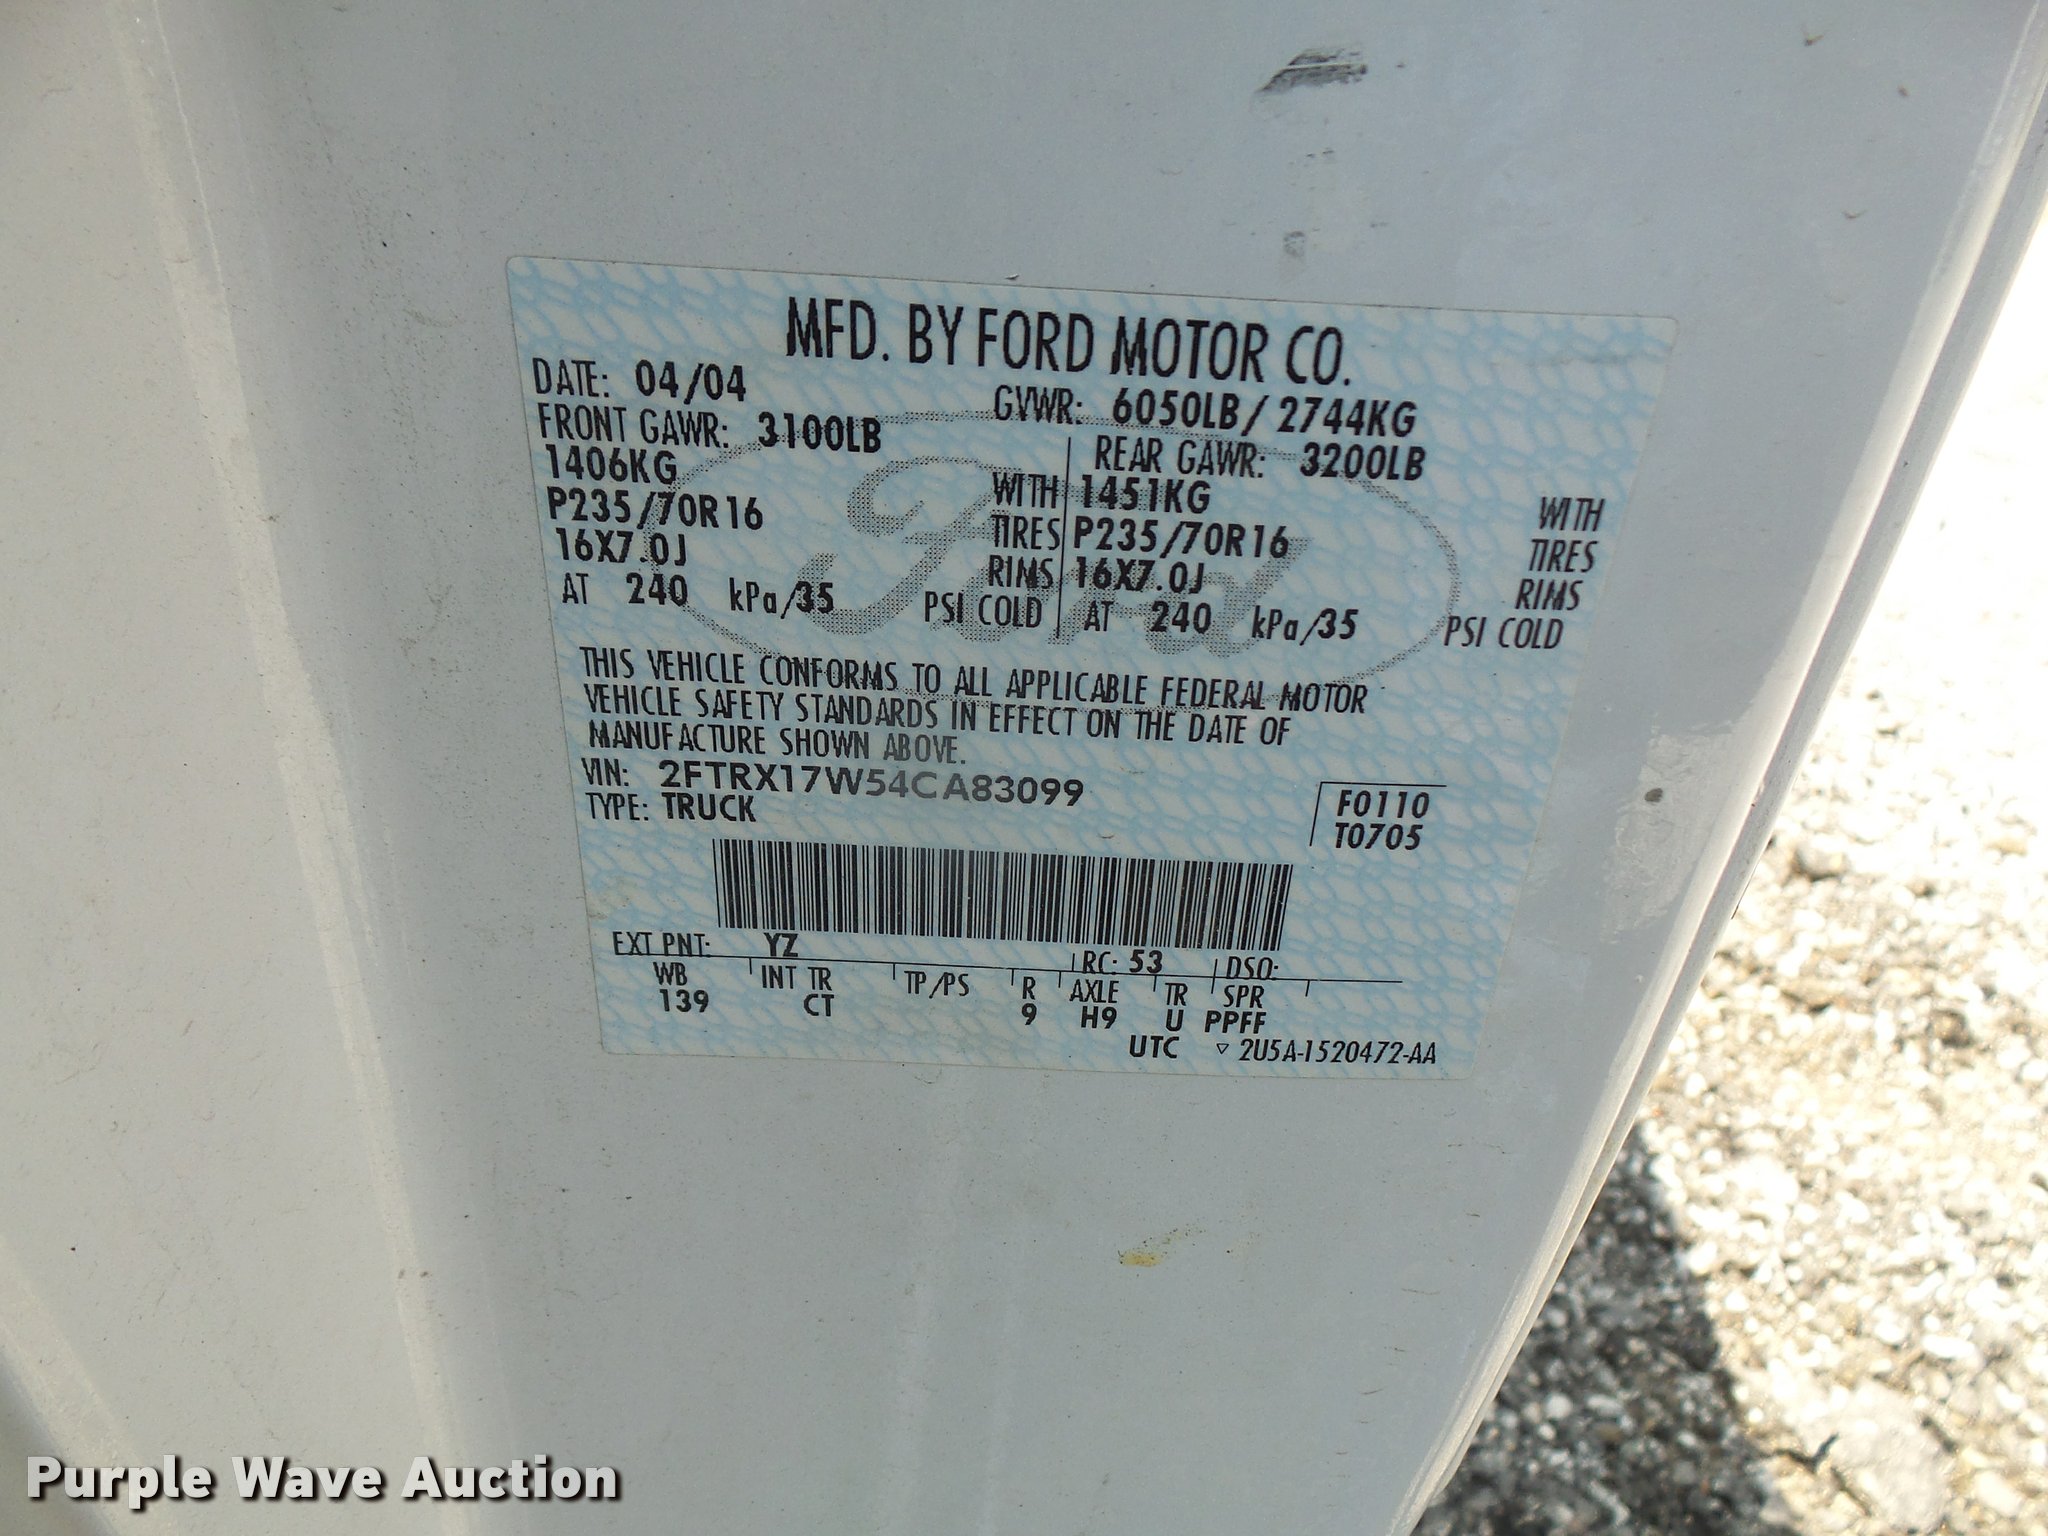 MFD. BY FORD MOTOR CO.
DATE: 04/04 GVWR: 6050LB / 2744KG
FRONT GAWR: 3100LB REAR GAWR: 3200LB
1406KG WITH 1451KG WITH
P235/70R16 TIRES P235/70R16 TIRES
16X7.0J RIMS 16X7.0J RIMS
AT 240 kPa/35 PSI COLD AT 240 kPa/35 PSI COLD
Ford
THIS VEHICLE CONFORMS TO ALL APPLICABLE FEDERAL MOTOR
VEHICLE SAFETY STANDARDS IN EFFECT ON THE DATE OF
MANUFACTURE SHOWN ABOVE.
VIN: 2FTRX17W54CA83099
TYPE: TRUCK
F0110
T0705
EXT PNT: YZ RC: 53 DSO:
WB INT TR TP/PS R AXLE TR SPR
139 CT 9 H9 U PPFF
UTC ▽ 2U5A-1520472-AA
Purple Wave Auction